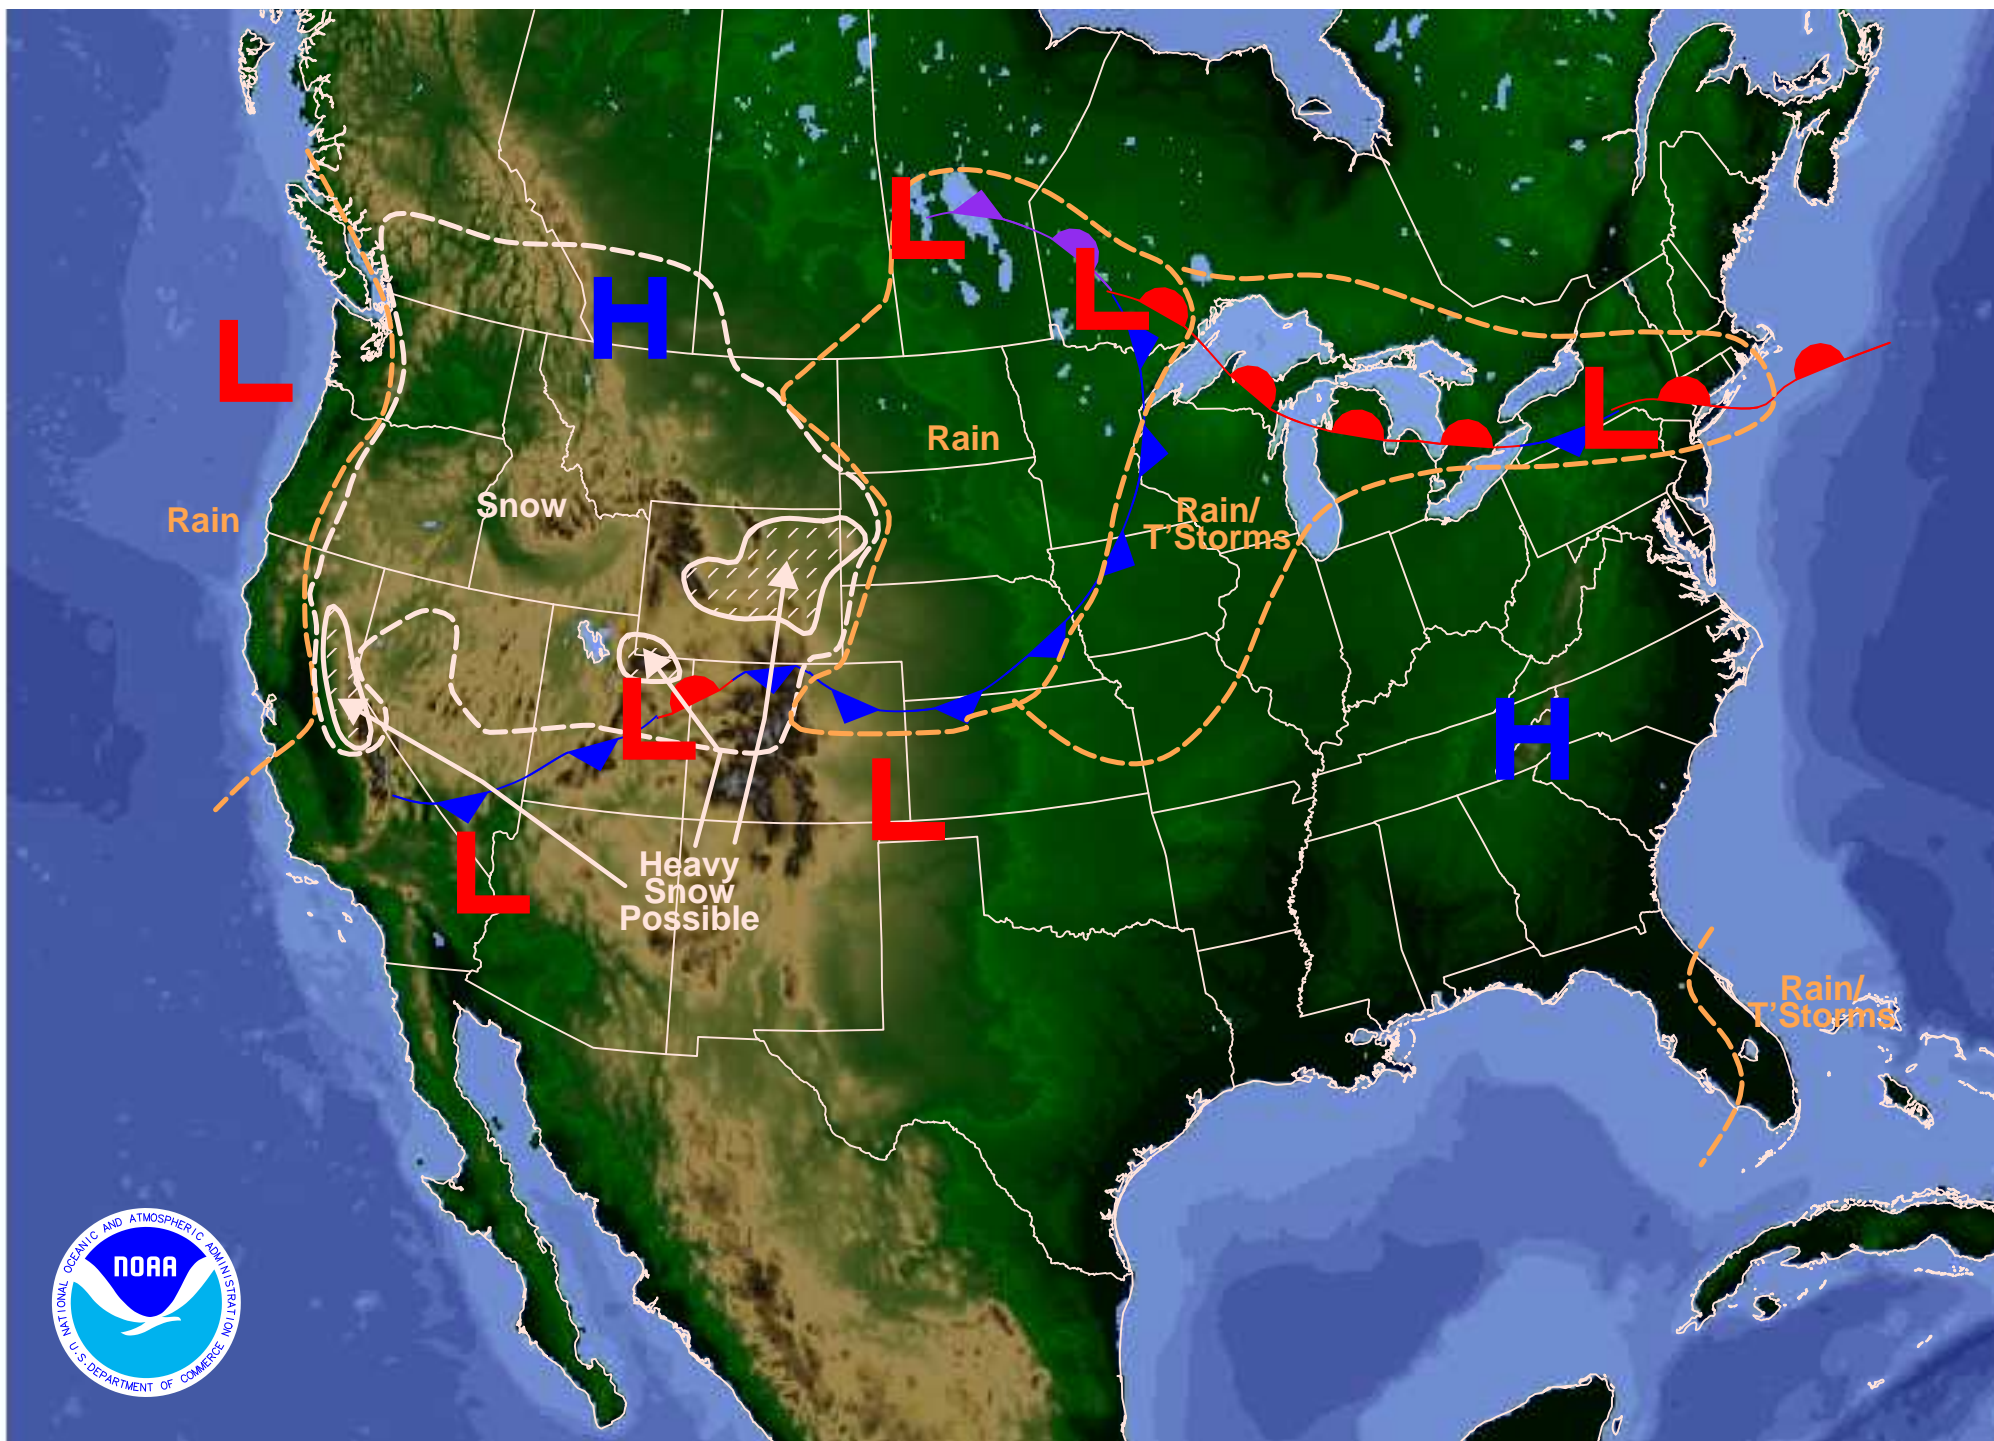 L
L
H
L
L
L
Rain
Snow
Rain/
T'Storms
Rain
L
H
L
L
Heavy
Snow
Possible
Rain/
T'Storms
NATIONAL OCEANIC AND ATMOSPHERIC ADMINISTRATION
NOAA
U.S. DEPARTMENT OF COMMERCE